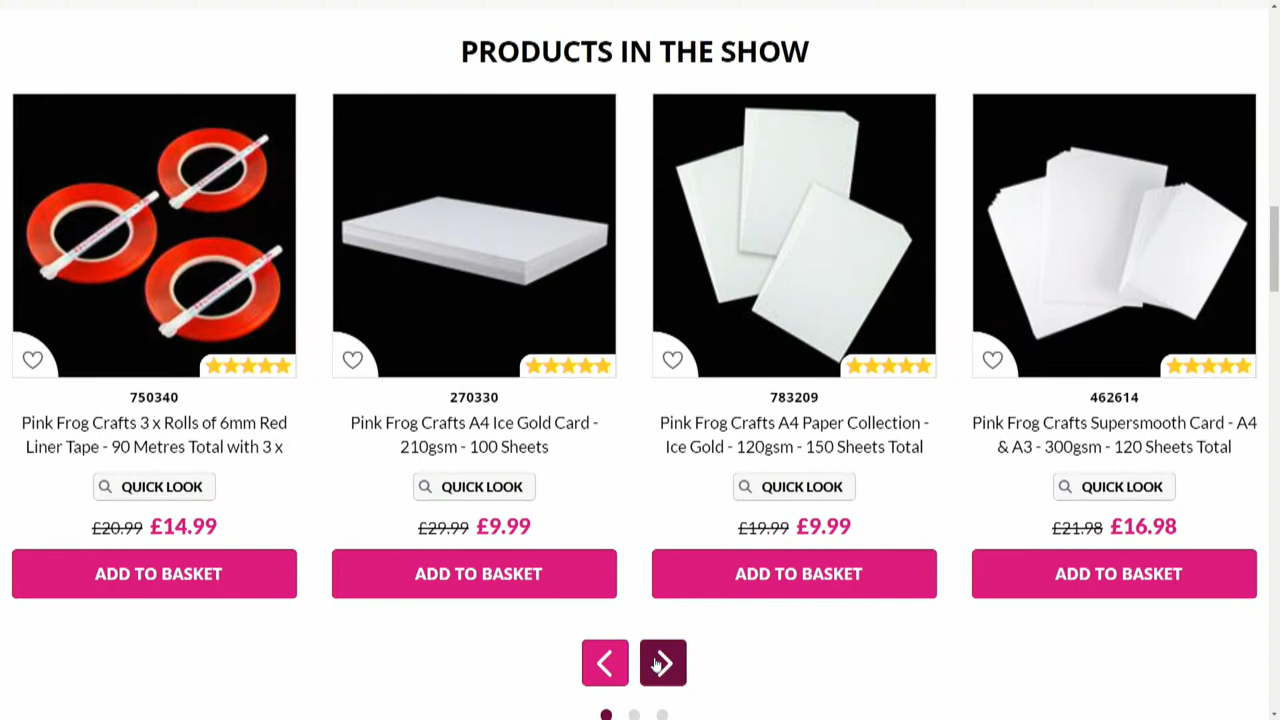 PRODUCTS IN THE SHOW
750340
Pink Frog Crafts 3 x Rolls of 6mm Red
Liner Tape - 90 Metres Total with 3 x
QUICK LOOK
£20.99 £14.99
ADD TO BASKET
270330
Pink Frog Crafts A4 Ice Gold Card -
210gsm - 100 Sheets
QUICK LOOK
£29.99 £9.99
ADD TO BASKET
783209
Pink Frog Crafts A4 Paper Collection -
Ice Gold - 120gsm - 150 Sheets Total
QUICK LOOK
£19.99 £9.99
ADD TO BASKET
462614
Pink Frog Crafts Supersmooth Card - A4
& A3 - 300gsm - 120 Sheets Total
QUICK LOOK
£21.98 £16.98
ADD TO BASKET